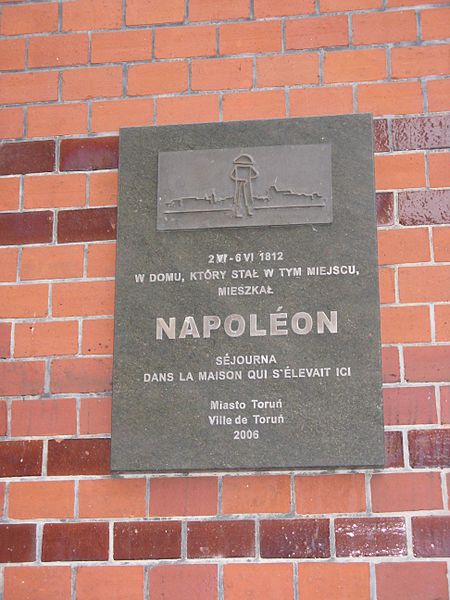 2 VI - 6 VI 1812
W DOMU, KTÓRY STAŁ W TYM MIEJSCU,
MIESZKAŁ
NAPOLÉON
SÉJOURNA
DANS LA MAISON QUI S'ÉLEVAIT ICI
Miasto Toruń
Ville de Toruń
2006